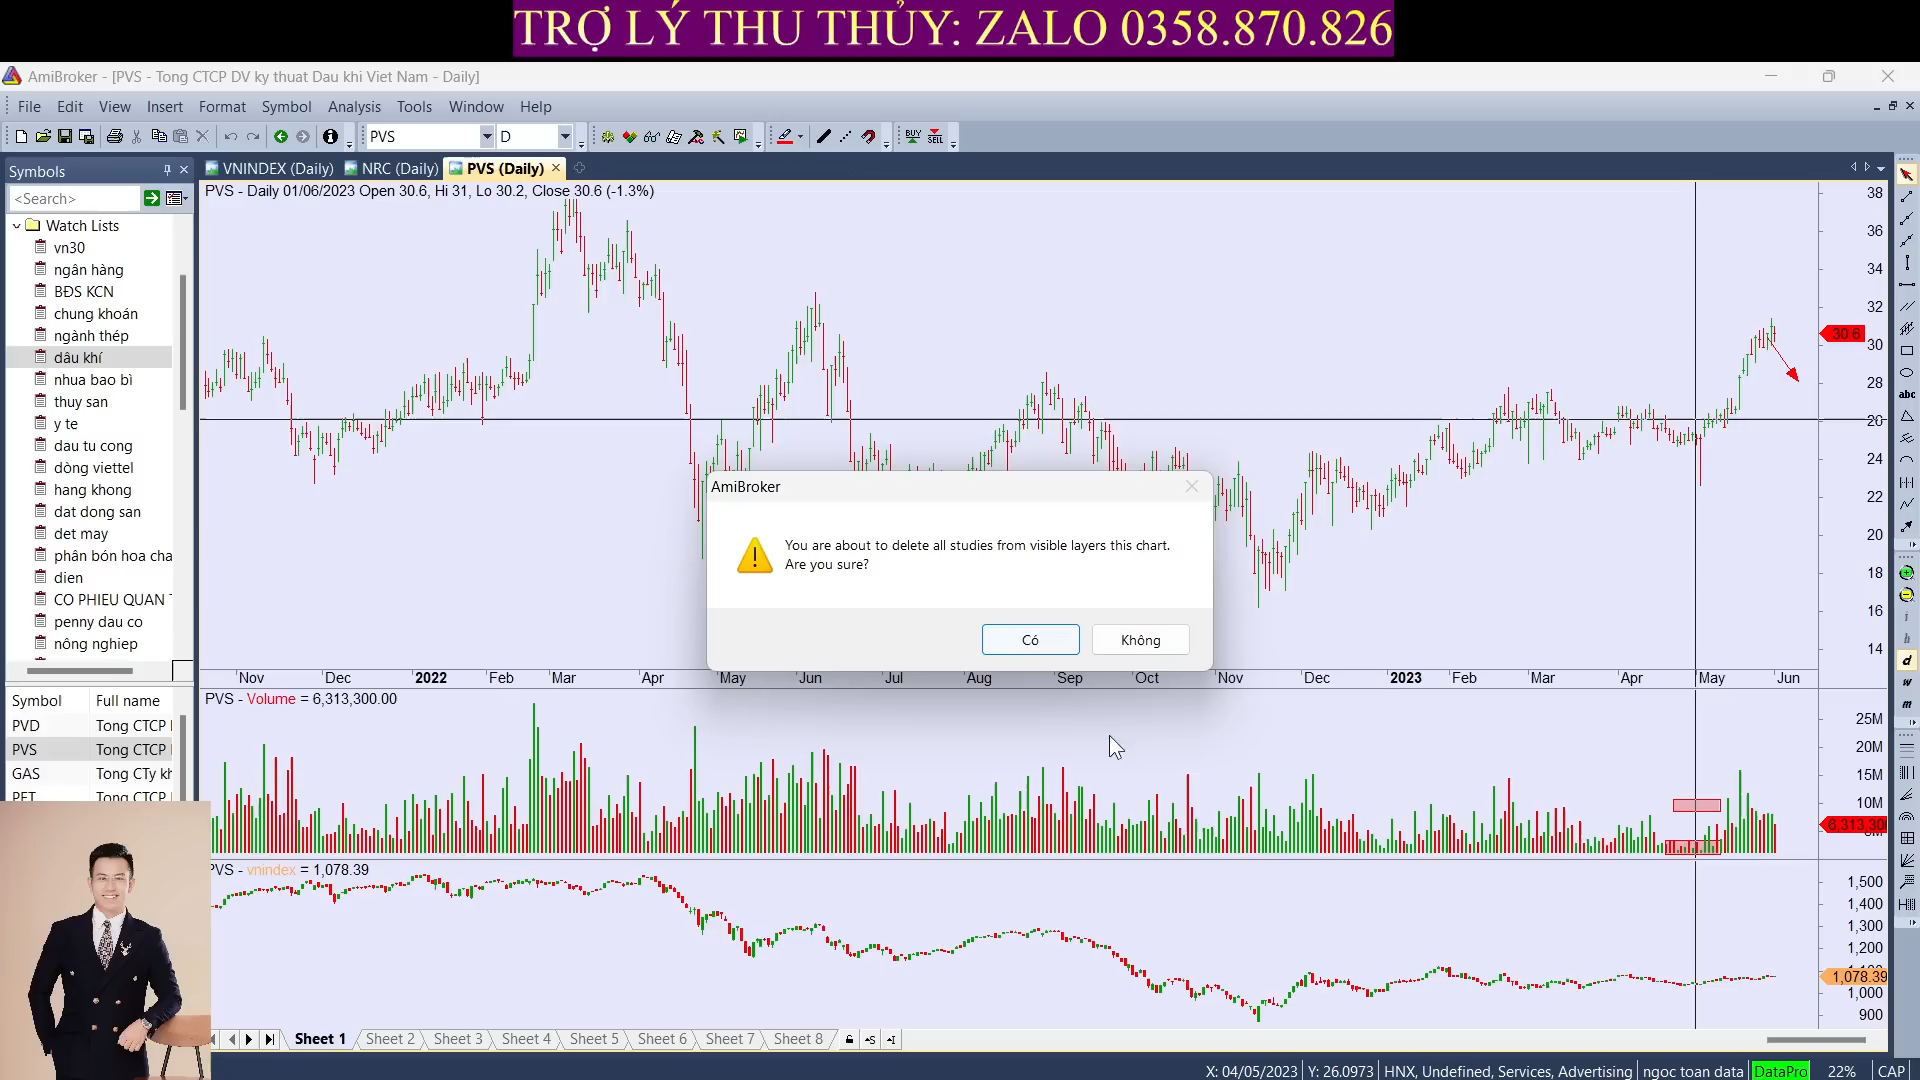 TRỢ LÝ THU THỦY: ZALO 0358.870.826
AmiBroker - [PVS - Tong CTCP DV ky thuat Dau khi Viet Nam - Daily]
File Edit View Insert Format Symbol Analysis Tools Window Help
PVS D BUY SELL
Symbols
VNINDEX (Daily) NRC (Daily) PVS (Daily)
<Search>
PVS - Daily 01/06/2023 Open 30.6, Hi 31, Lo 30.2, Close 30.6 (-1.3%)
Watch Lists
vn30
ngân hàng
BĐS KCN
chung khoán
ngành thép
dâu khí
nhua bao bì
thuy san
y te
dau tu cong
dòng viettel
hang khong
dat dong san
det may
phân bón hoa cha
dien
CO PHIEU QUAN
penny dau co
nông nghiep
38
36
34
32
30.6
30
28
26
24
22
20
18
16
14
abc
AmiBroker
You are about to delete all studies from visible layers this chart.
Are you sure?
Có Không
Nov Dec 2022 Feb Mar Apr May Jun Jul Aug Sep Oct Nov Dec 2023 Feb Mar Apr May Jun
Symbol Full name
PVD Tong CTCP
PVS Tong CTCP
GAS Tong CTy kh
PET Tong CTCP
PVS - Volume = 6,313,300.00
25M
20M
15M
10M
6,313,30
PVS - vnindex = 1,078.39
1,500
1,400
1,300
1,200
1,078.39
1,000
900
d
w
m
Sheet 1 Sheet 2 Sheet 3 Sheet 4 Sheet 5 Sheet 6 Sheet 7 Sheet 8
X: 04/05/2023 Y: 26.0973 HNX, Undefined, Services, Advertising ngoc toan data DataPro 22% CAP